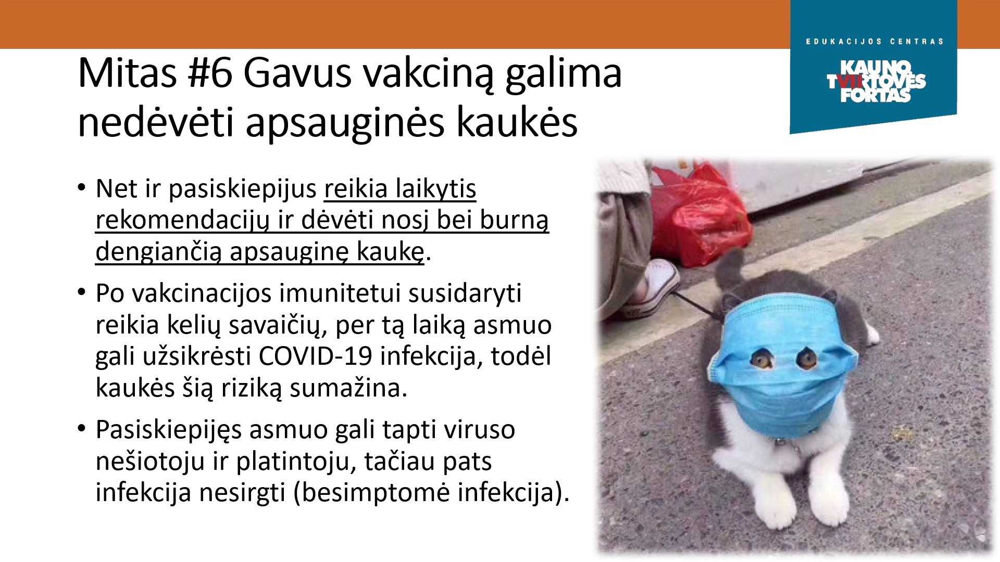 EDUKACIJOS CENTRAS
KAUNO
TVIIRTOVĖS
FORTAS
Mitas #6 Gavus vakciną galima
nedėvėti apsauginės kaukės
• Net ir pasiskiepijus reikia laikytis
rekomendacijų ir dėvėti nosį bei burną
dengiančią apsauginę kaukę.
• Po vakcinacijos imunitetui susidaryti
reikia kelių savaičių, per tą laiką asmuo
gali užsikrėsti COVID-19 infekcija, todėl
kaukės šią riziką sumažina.
• Pasiskiepijęs asmuo gali tapti viruso
nešiotoju ir platintoju, tačiau pats
infekcija nesirgti (besimptomė infekcija).